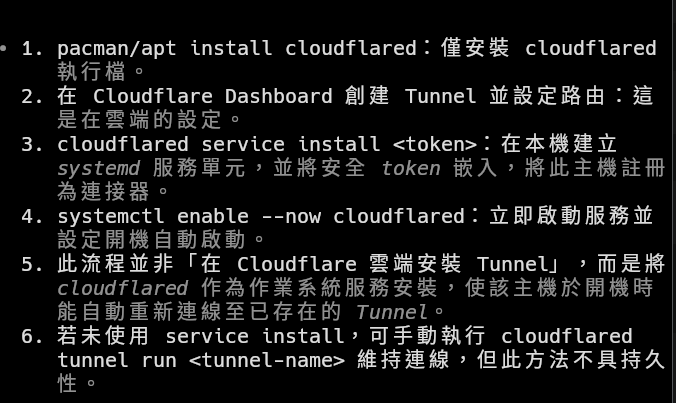 1. pacman/apt install cloudflared：僅安裝 cloudflared
執行檔。
2. 在 Cloudflare Dashboard 創建 Tunnel 並設定路由：這
是在雲端的設定。
3. cloudflared service install <token>：在本機建立
systemd 服務單元，並將安全 token 嵌入，將此主機註冊
為連接器。
4. systemctl enable --now cloudflared：立即啟動服務並
設定開機自動啟動。
5. 此流程並非「在 Cloudflare 雲端安裝 Tunnel」，而是將
cloudflared 作為作業系統服務安裝，使該主機於開機時
能自動重新連線至已存在的 Tunnel。
6. 若未使用 service install，可手動執行 cloudflared
tunnel run <tunnel-name> 維持連線，但此方法不具持久
性。